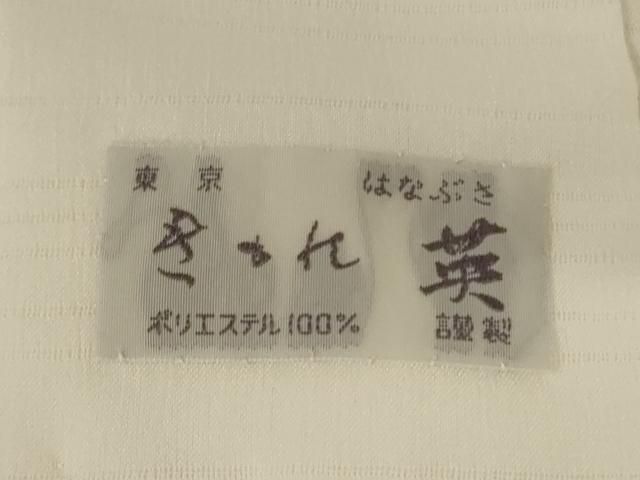 東京 はなぶさ
きもれ 英
ポリエステル100% 謹製